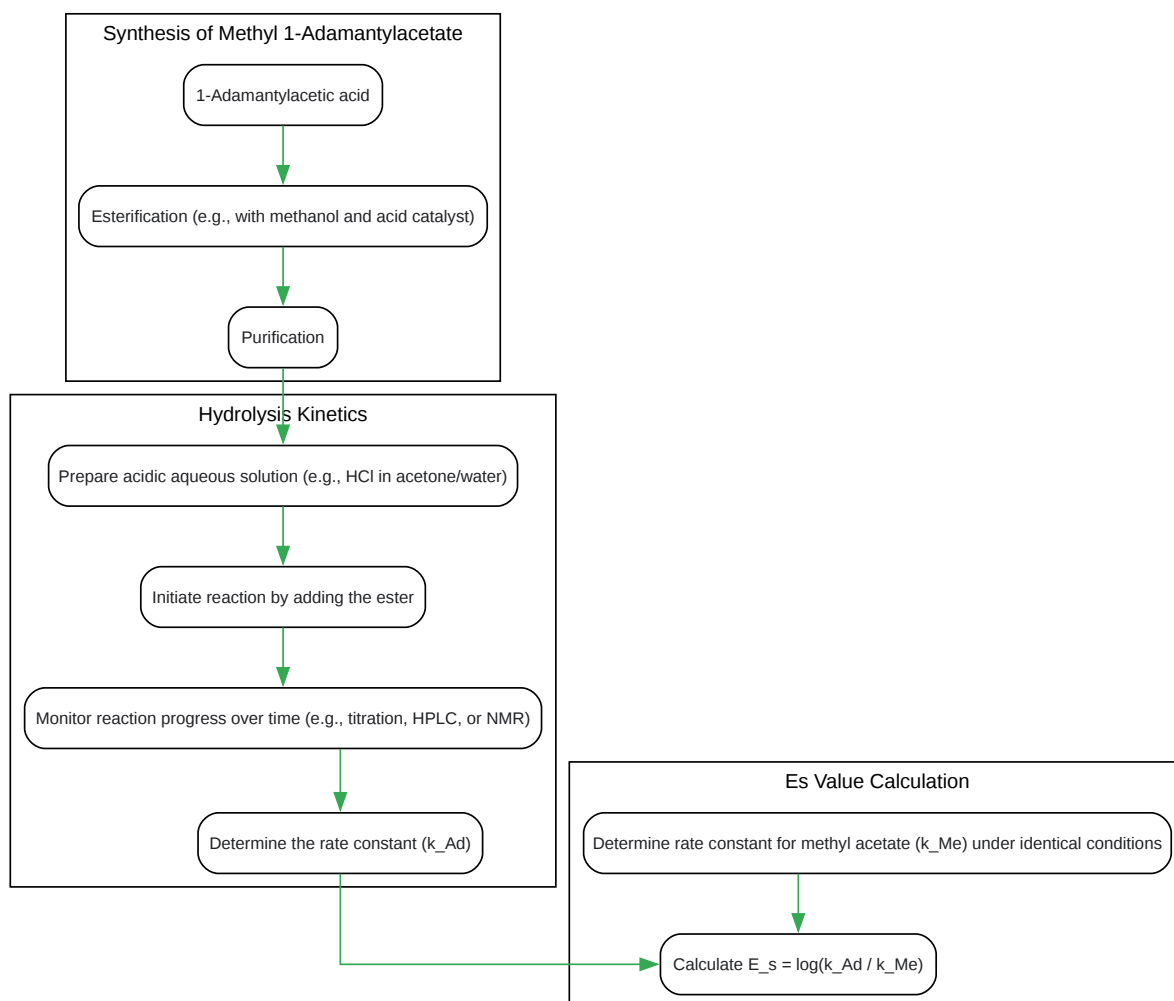 Synthesis of Methyl 1-Adamantylacetate
1-Adamantylacetic acid
Esterification (e.g., with methanol and acid catalyst)
Purification
Hydrolysis Kinetics
Prepare acidic aqueous solution (e.g., HCl in acetone/water)
Initiate reaction by adding the ester
Monitor reaction progress over time (e.g., titration, HPLC, or NMR)
Determine the rate constant (k_Ad)
Es Value Calculation
Determine rate constant for methyl acetate (k_Me) under identical conditions
Calculate E_s = log(k_Ad / k_Me)